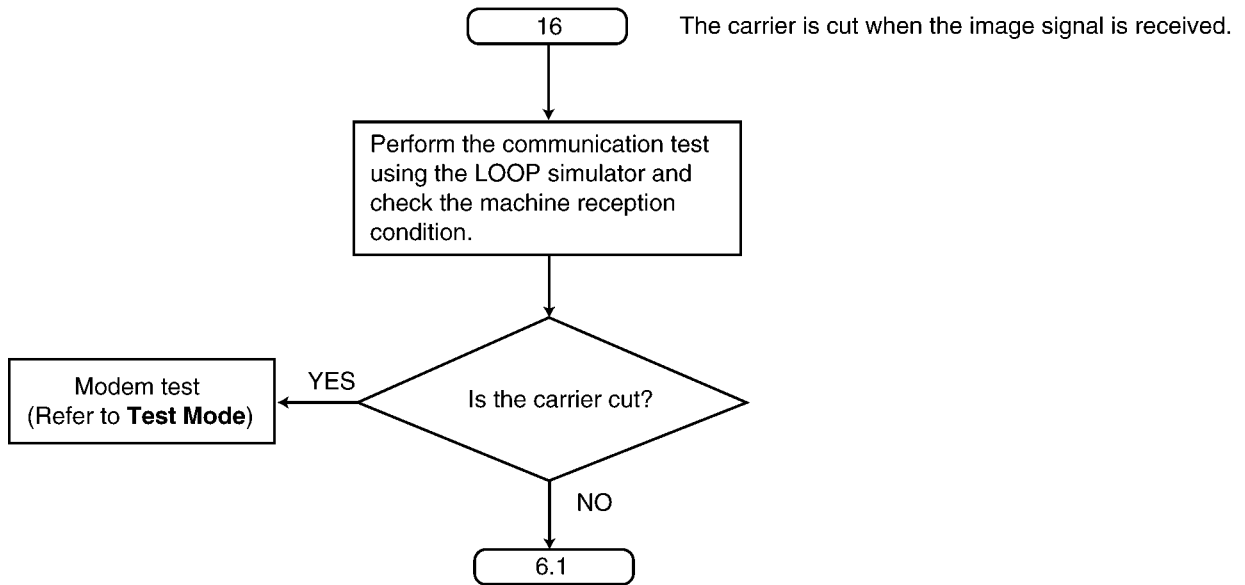 16
The carrier is cut when the image signal is received.
Perform the communication test
using the LOOP simulator and
check the machine reception
condition.
Modem test
(Refer to Test Mode)
YES
Is the carrier cut?
NO
6.1